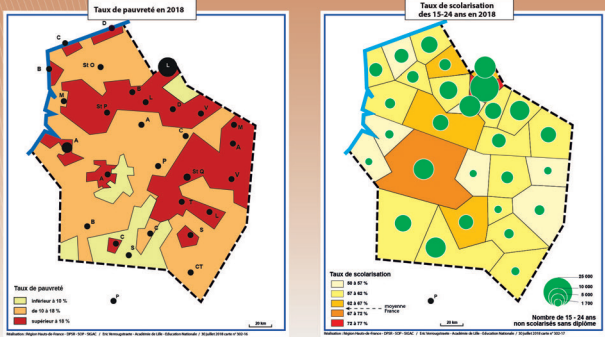 Taux de pauvreté en 2018
D
C
L
St O
B
M
B
L
St P
D
V
A
M
C
A
A
P
A
St Q
V
T
L
B
C
C
S
S
CT
P
Taux de pauvreté
inférieur à 10 %
de 10 à 18 %
supérieur à 18 %
20 km
Taux de scolarisation
des 15-24 ans en 2018
Taux de scolarisation
52 à 57 %
57 à 62 %
62 à 67 %
moyenne
France
67 à 72 %
72 à 77 %
P
25 000
10 000
5 000
1 700
Nombre de 15 - 24 ans
non scolarisés sans diplôme
20 km